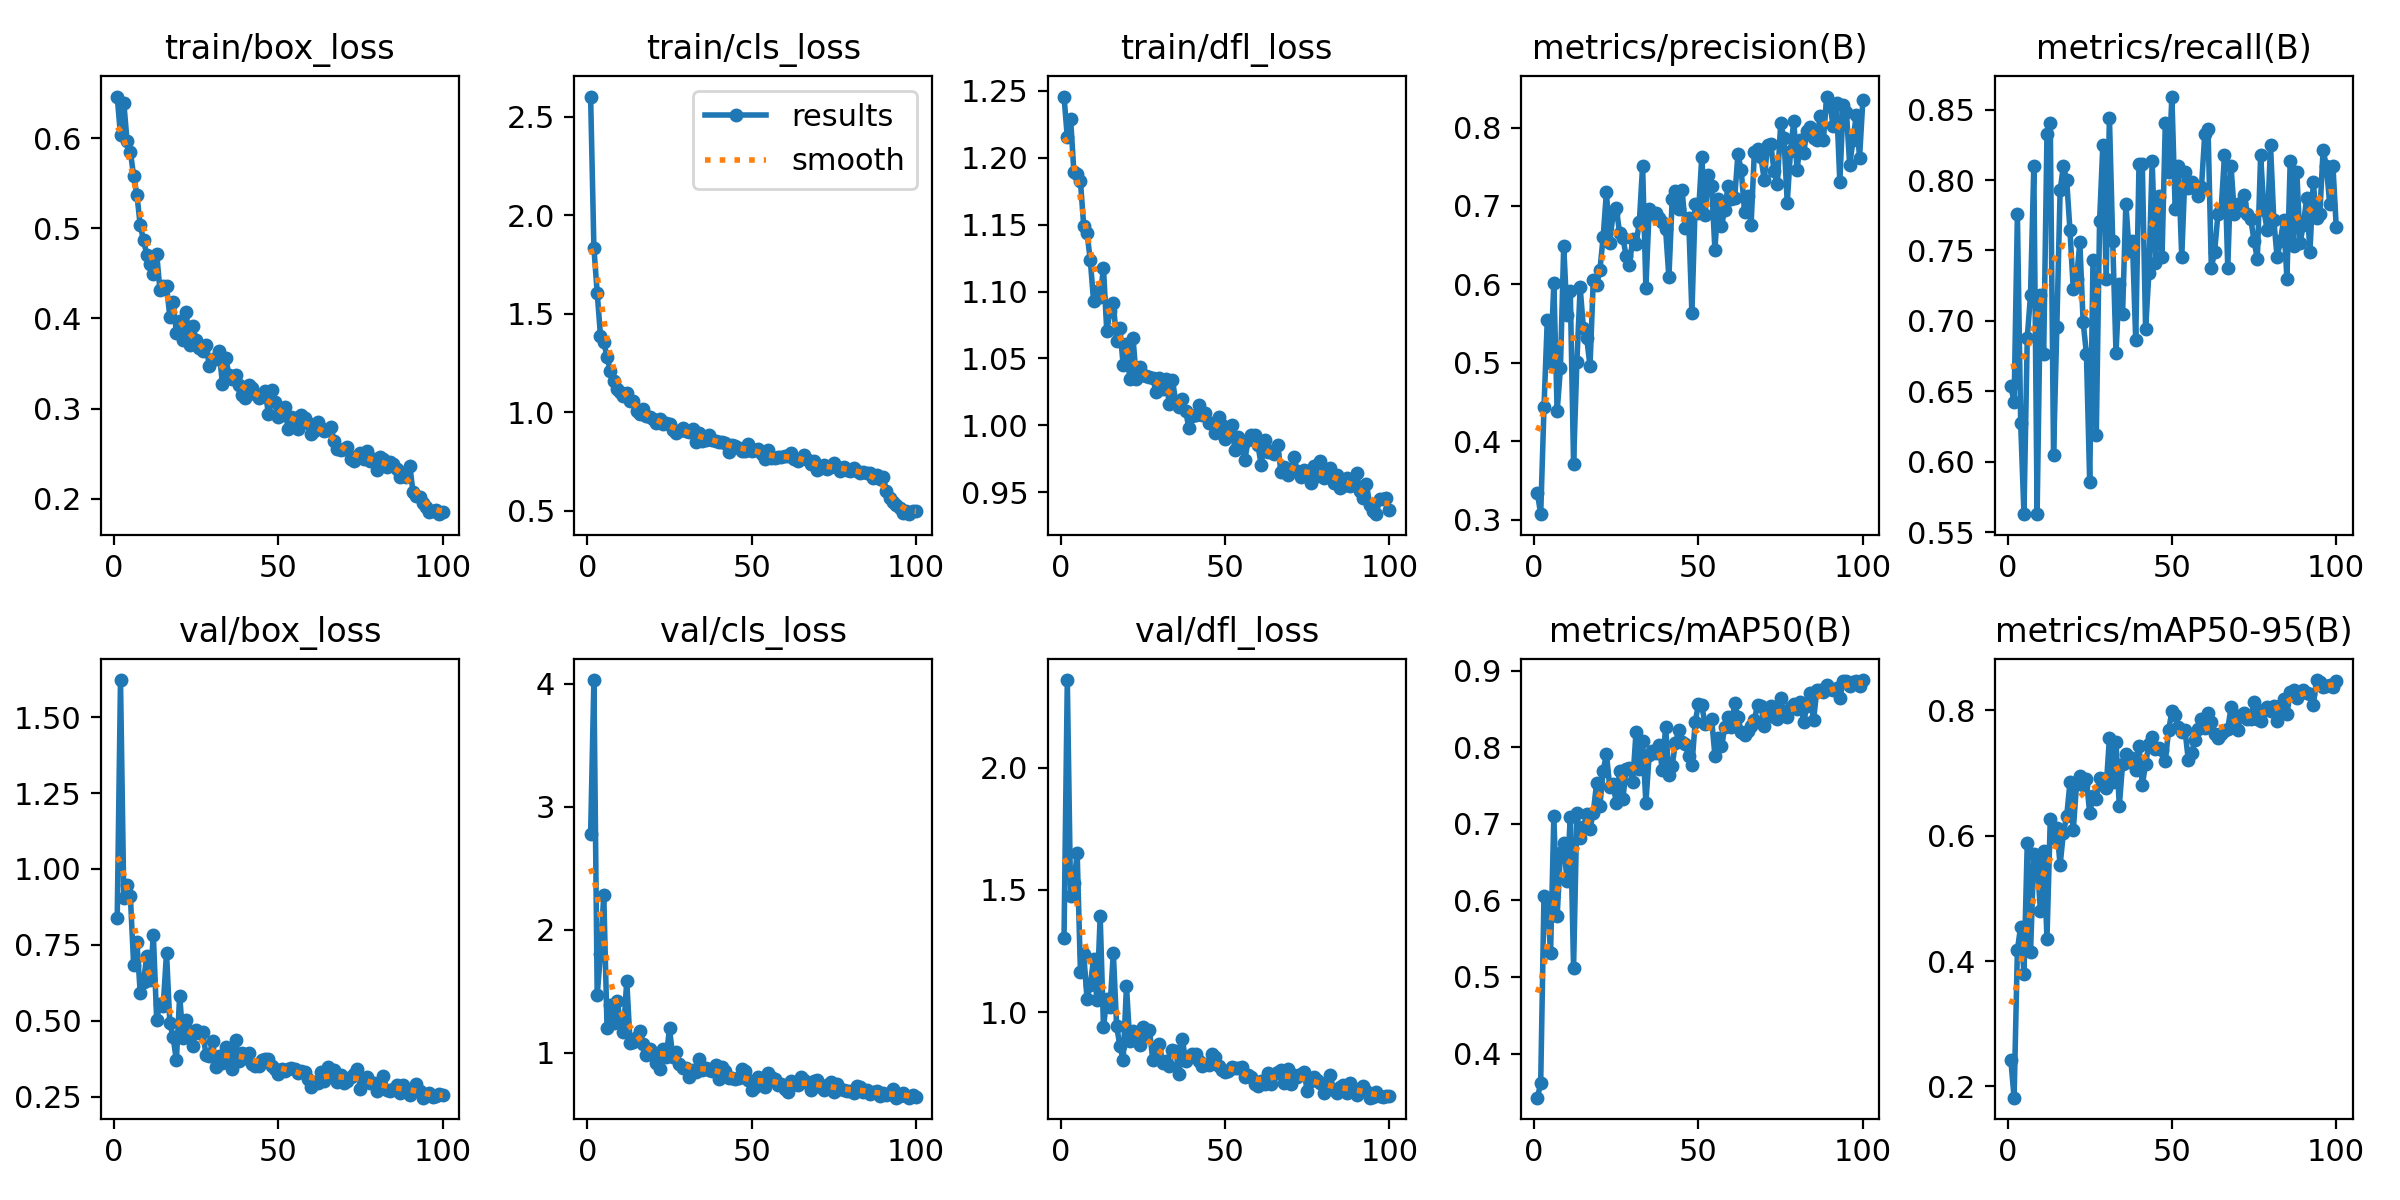 train/box_loss
0.6
0.5
0.4
0.3
0.2
0 50 100
train/cls_loss
results
smooth
2.5
2.0
1.5
1.0
0.5
0 50 100
train/dfl_loss
1.25
1.20
1.15
1.10
1.05
1.00
0.95
0 50 100
metrics/precision(B)
0.8
0.7
0.6
0.5
0.4
0.3
0 50 100
metrics/recall(B)
0.85
0.80
0.75
0.70
0.65
0.60
0.55
0 50 100
val/box_loss
1.50
1.25
1.00
0.75
0.50
0.25
0 50 100
val/cls_loss
4
3
2
1
0 50 100
val/dfl_loss
2.0
1.5
1.0
0 50 100
metrics/mAP50(B)
0.9
0.8
0.7
0.6
0.5
0.4
0 50 100
metrics/mAP50-95(B)
0.8
0.6
0.4
0.2
0 50 100